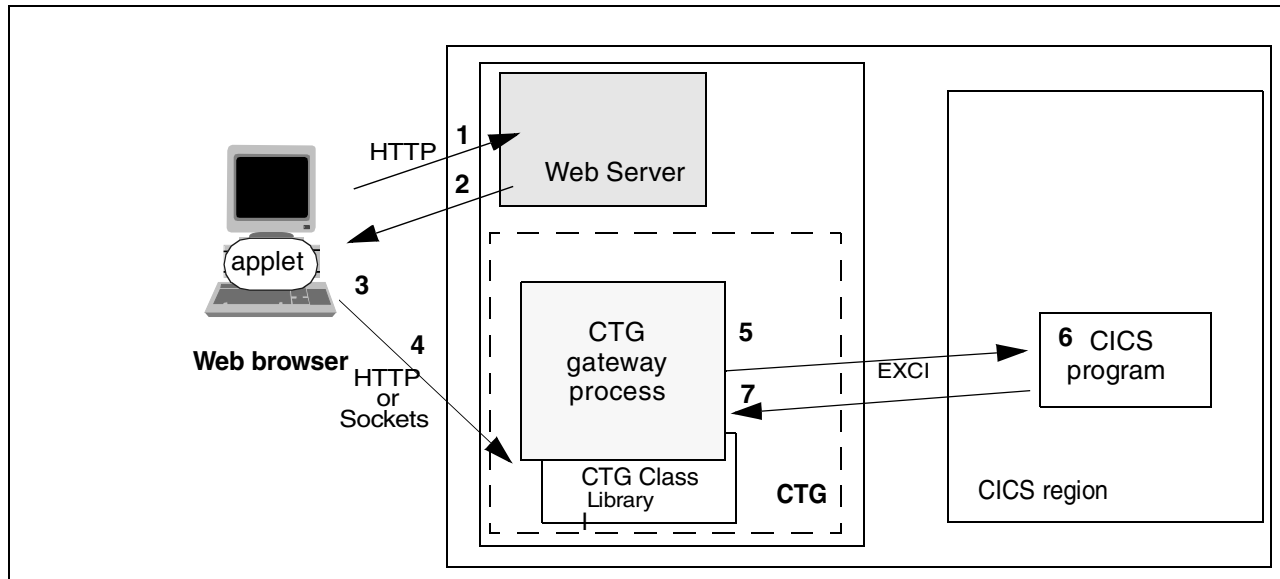 1
HTTP
2
Web Server
applet
3
Web browser
4
HTTP
or
Sockets
CTG
gateway
process
5
EXCI
7
6 CICS
program
CTG Class
Library
CTG
CICS region